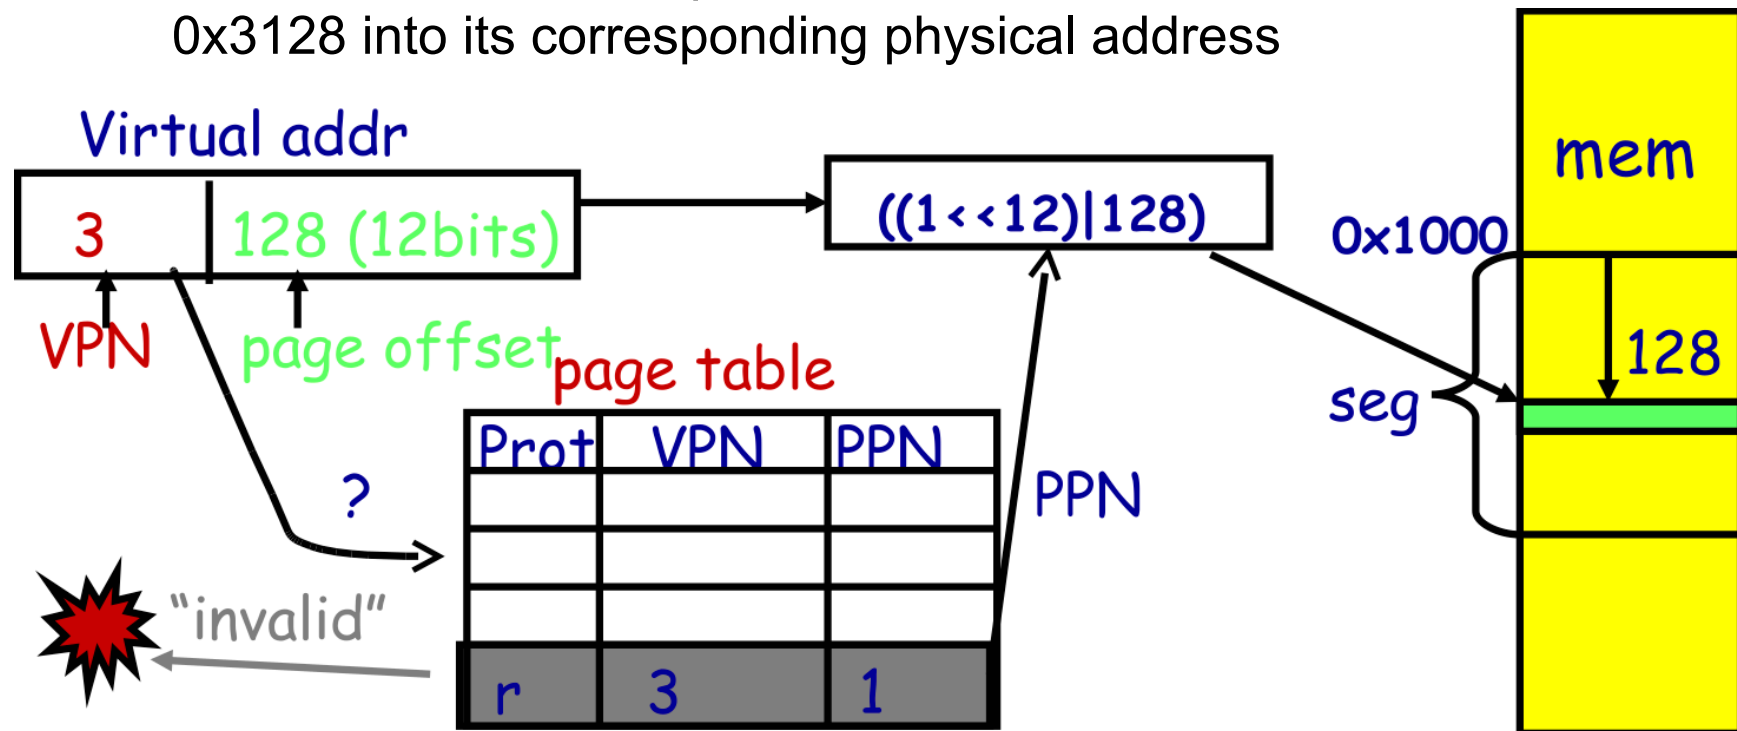 0x3128 into its corresponding physical address
Virtual addr
3
128 (12bits)
VPN
page offset
((1<<12)|128)
mem
0x1000
128
seg
page table
Prot VPN PPN
r 3 1
?
PPN
“invalid”